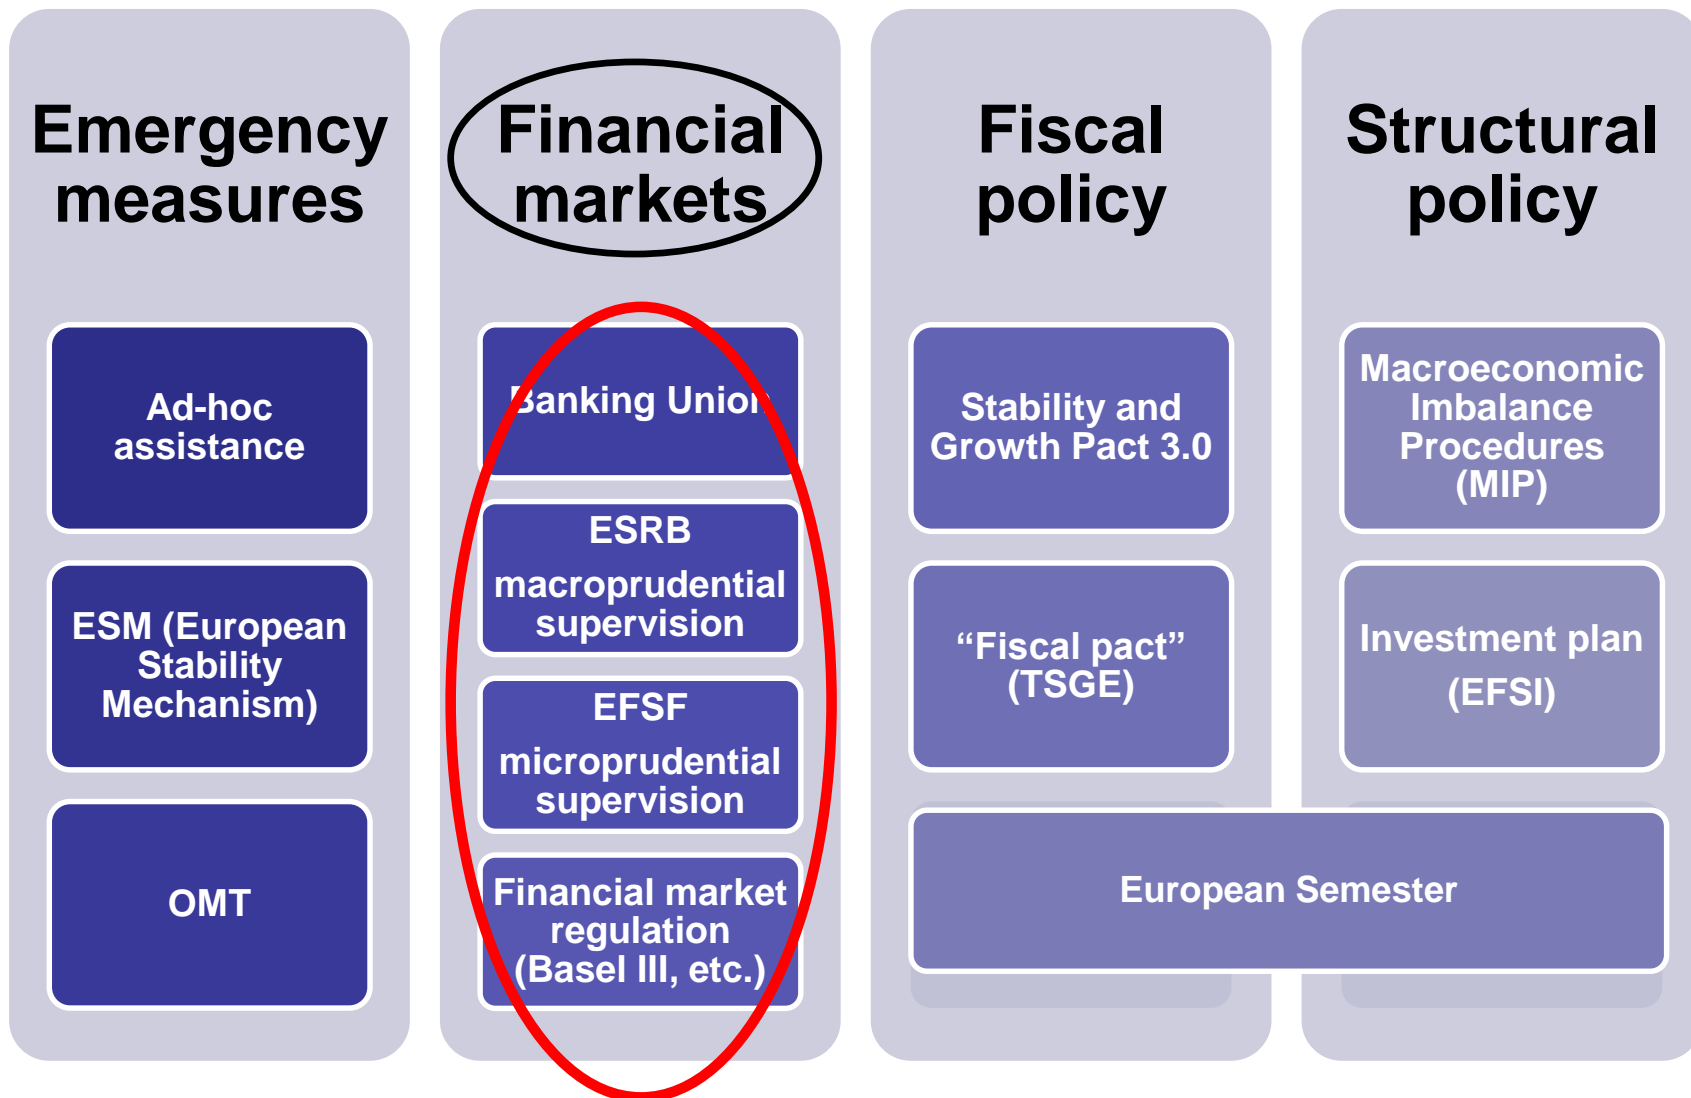 Emergency
measures
Ad-hoc
assistance
ESM (European
Stability
Mechanism)
OMT
Financial
markets
Banking Union
ESRB
macroprudential
supervision
EFSF
microprudential
supervision
Financial market
regulation
(Basel III, etc.)
Fiscal
policy
Stability and
Growth Pact 3.0
“Fiscal pact”
(TSGE)
Structural
policy
Macroeconomic
Imbalance
Procedures
(MIP)
Investment plan
(EFSI)
European Semester